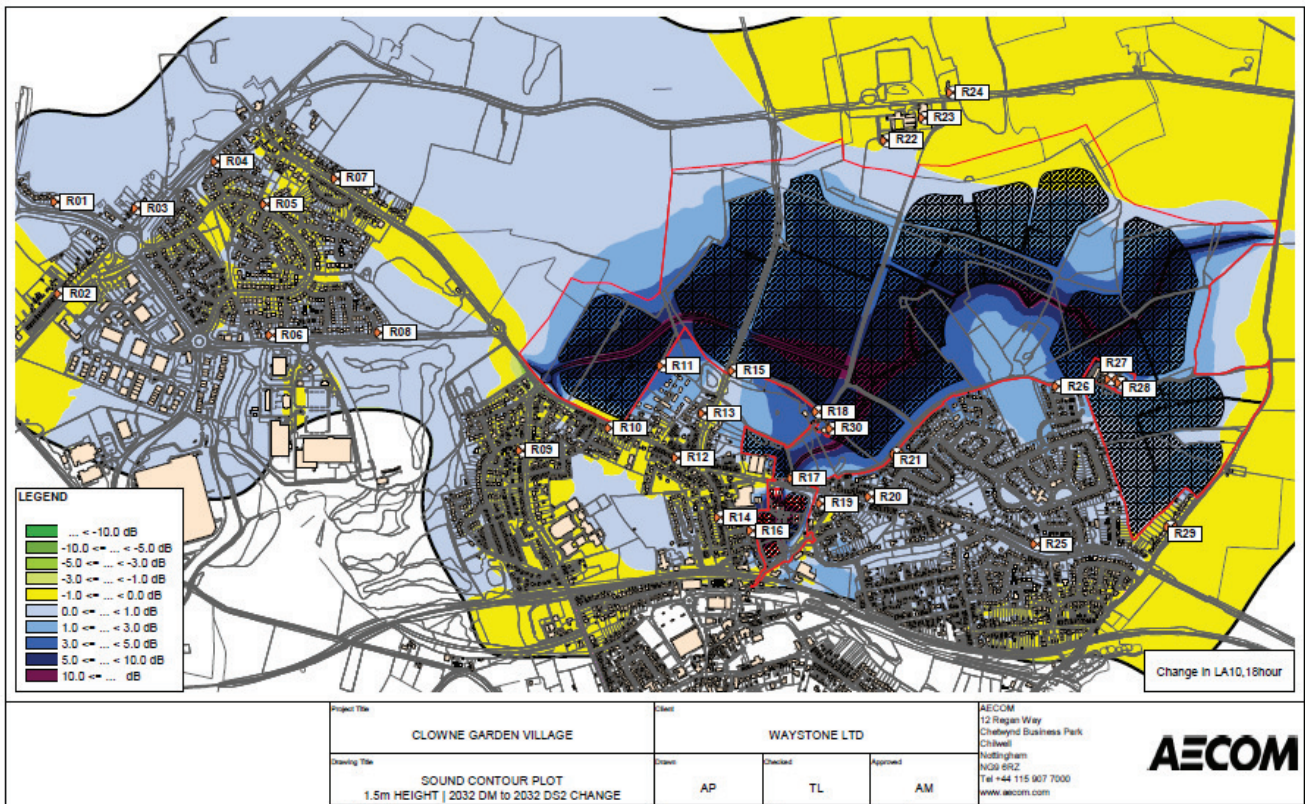 R24
R23
R22
R04
R07
R01
R03
R05
R02
R06
R08
R11
R15
R27
R26
R28
R13
R18
R10
R30
R09
R12
R21
R17
R20
R19
R14
R16
R29
R25
LEGEND
... < -10.0 dB
-10.0 <= ... < -5.0 dB
-5.0 <= ... < -3.0 dB
-3.0 <= ... < -1.0 dB
-1.0 <= ... < 0.0 dB
0.0 <= ... < 1.0 dB
1.0 <= ... < 3.0 dB
3.0 <= ... < 5.0 dB
5.0 <= ... < 10.0 dB
10.0 <= ... dB
Change in LA10,18hour
Project Title
CLOWNE GARDEN VILLAGE
Client
WAYSTONE LTD
Drawing Title
SOUND CONTOUR PLOT
1.5m HEIGHT | 2032 DM to 2032 DS2 CHANGE
Drawn
AP
Checked
TL
Approved
AM
AECOM
12 Regan Way
Chetwynd Business Park
Chilwell
Nottingham
NG9 6RZ
Tel +44 115 907 7000
www.aecom.com
AECOM